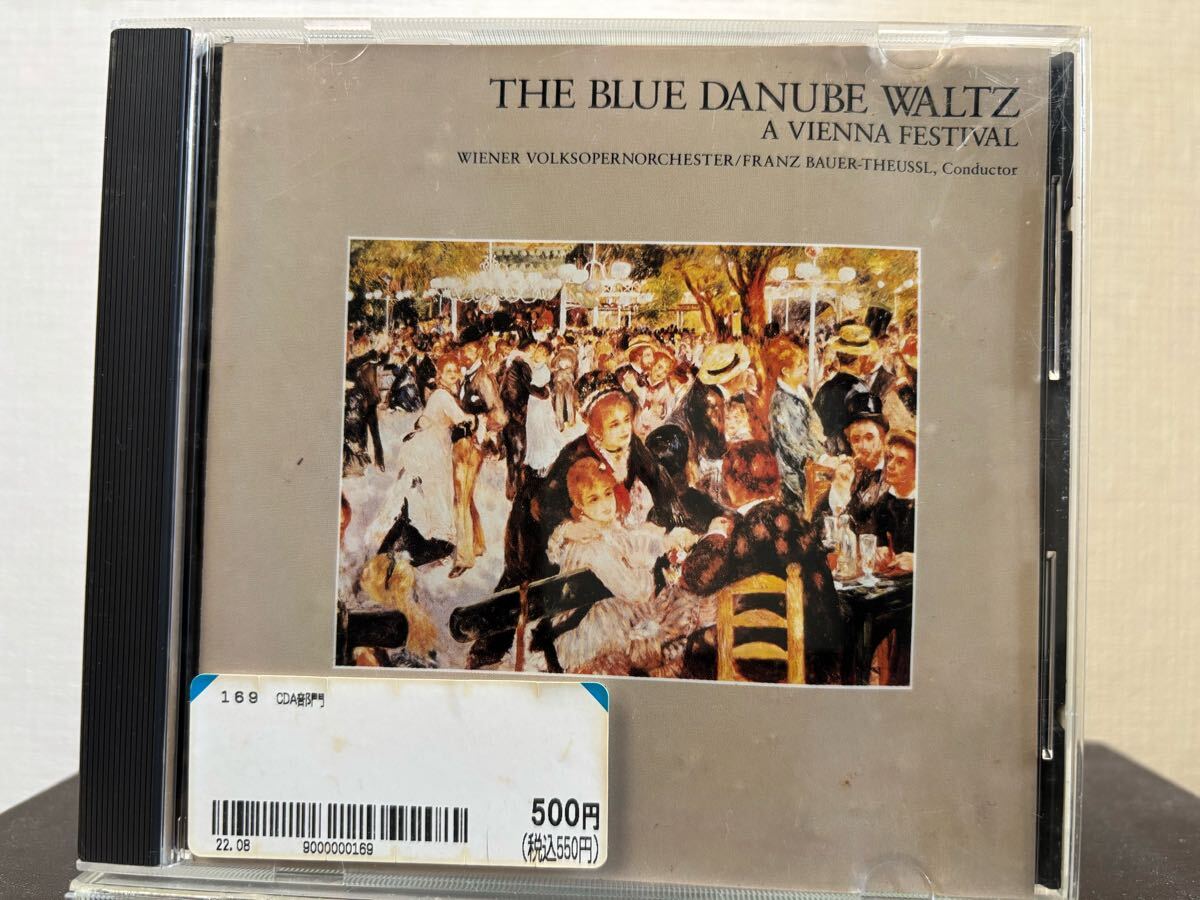 THE BLUE DANUBE WALTZ
A VIENNA FESTIVAL
WIENER VOLKSOPERNORCHESTER/FRANZ BAUER-THEUSSL, Conductor
169 CDA部門
500円
22.08 9000000169
(税込550円)